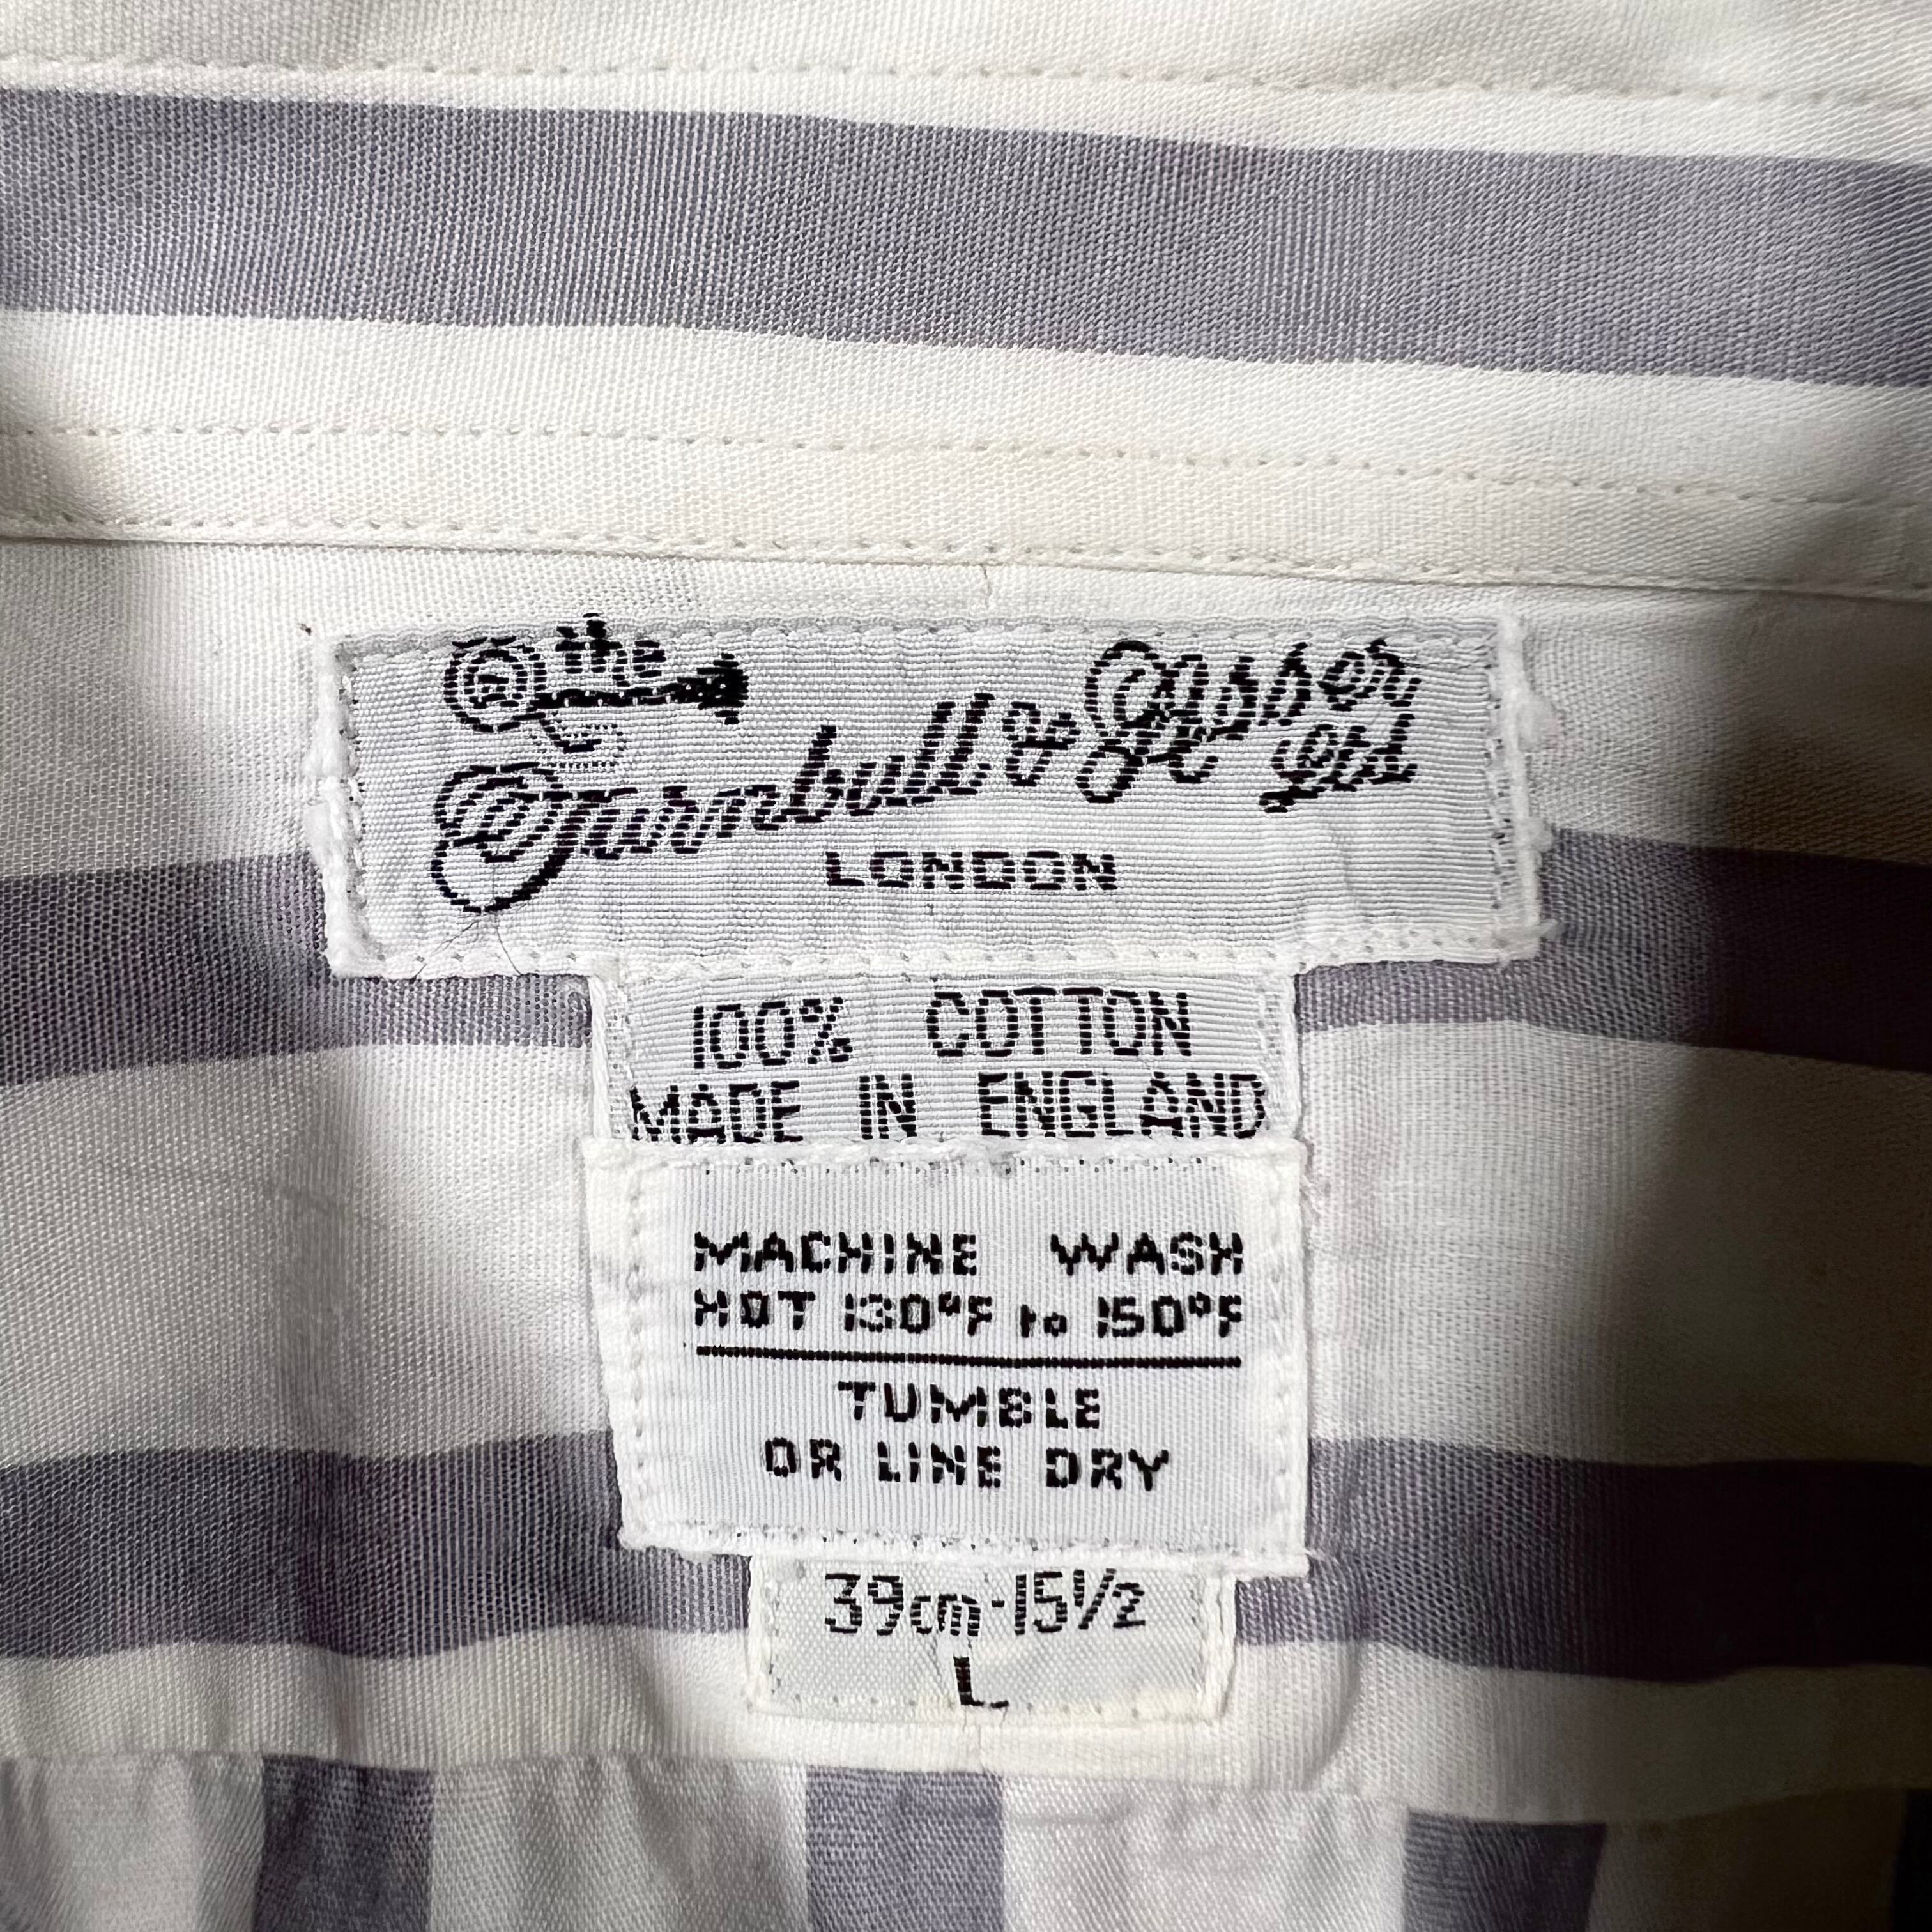 the
Turnbull & Asser
Ltd.
LONDON
100% COTTON
MADE IN ENGLAND
MACHINE WASH
HOT 130°F to 150°F
TUMBLE
OR LINE DRY
39cm-15½
L